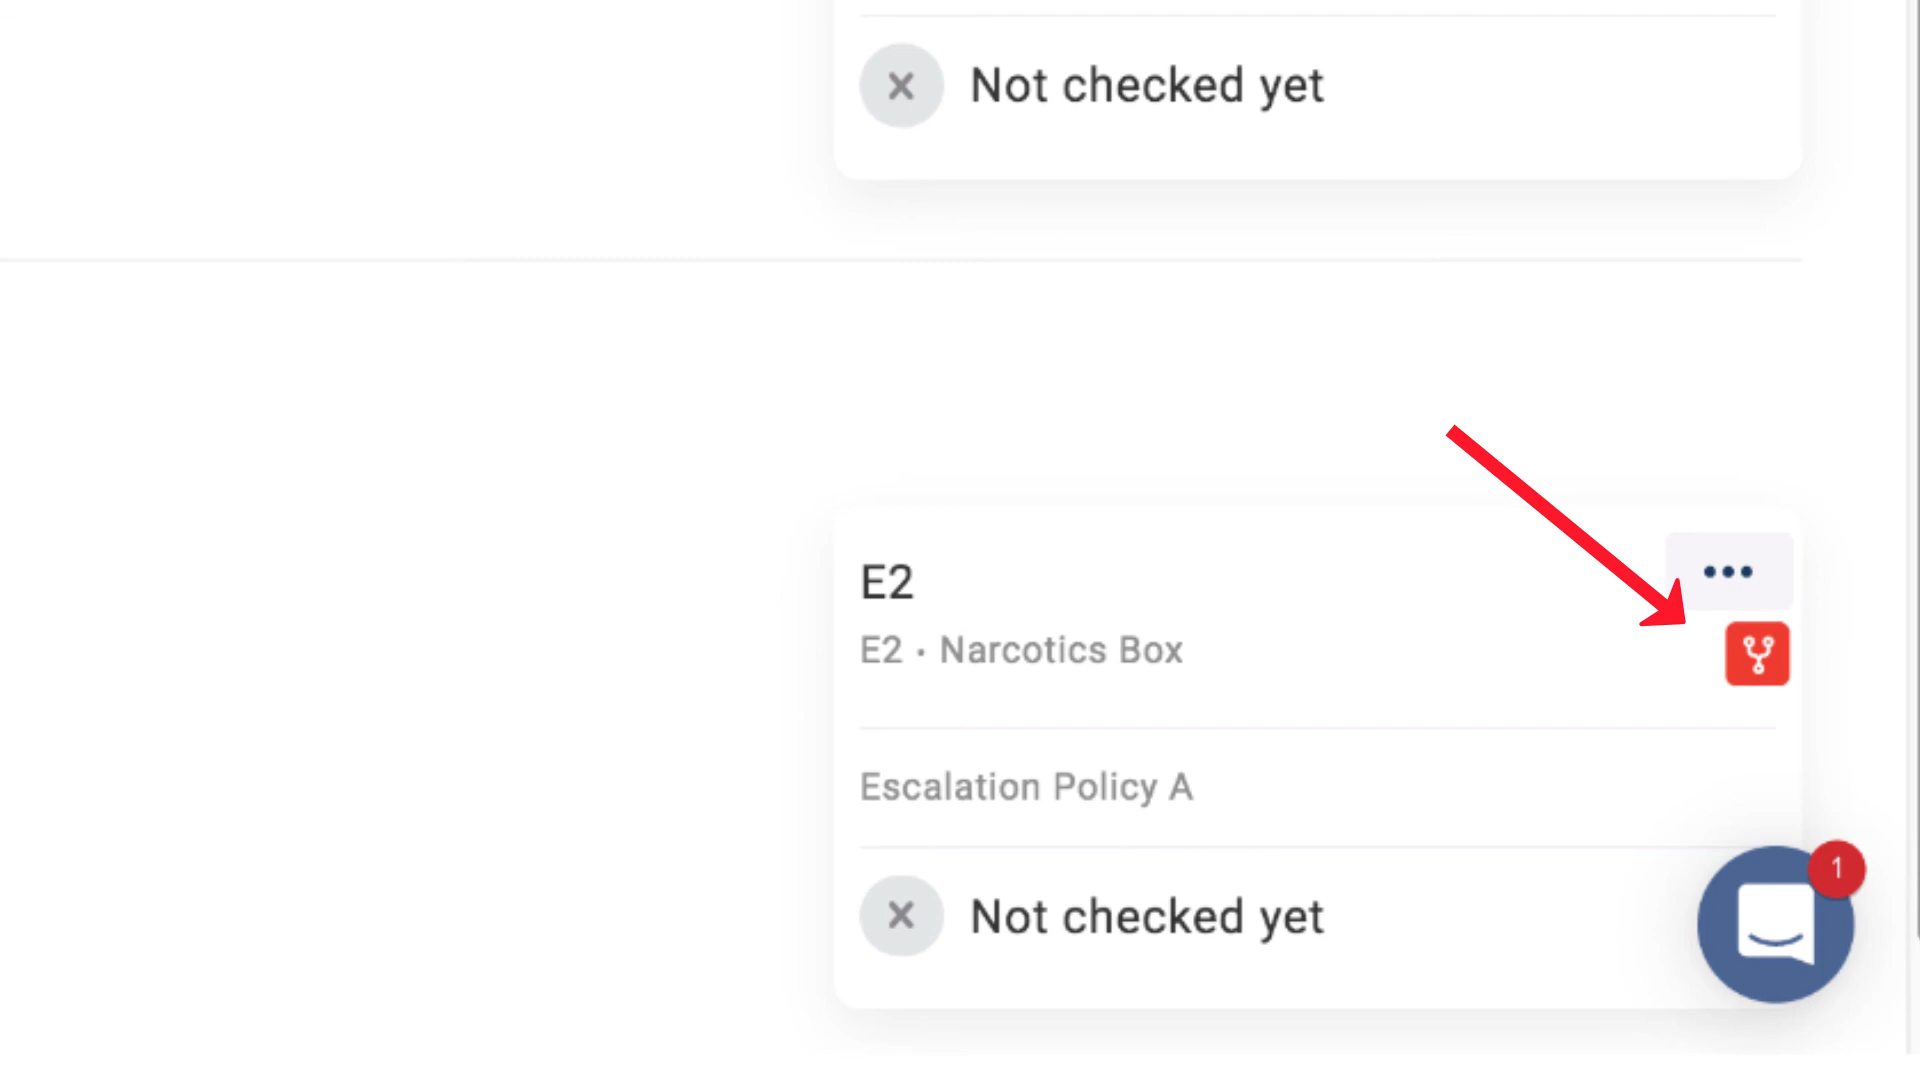 Not checked yet
E2
E2 • Narcotics Box
Escalation Policy A
Not checked yet
1